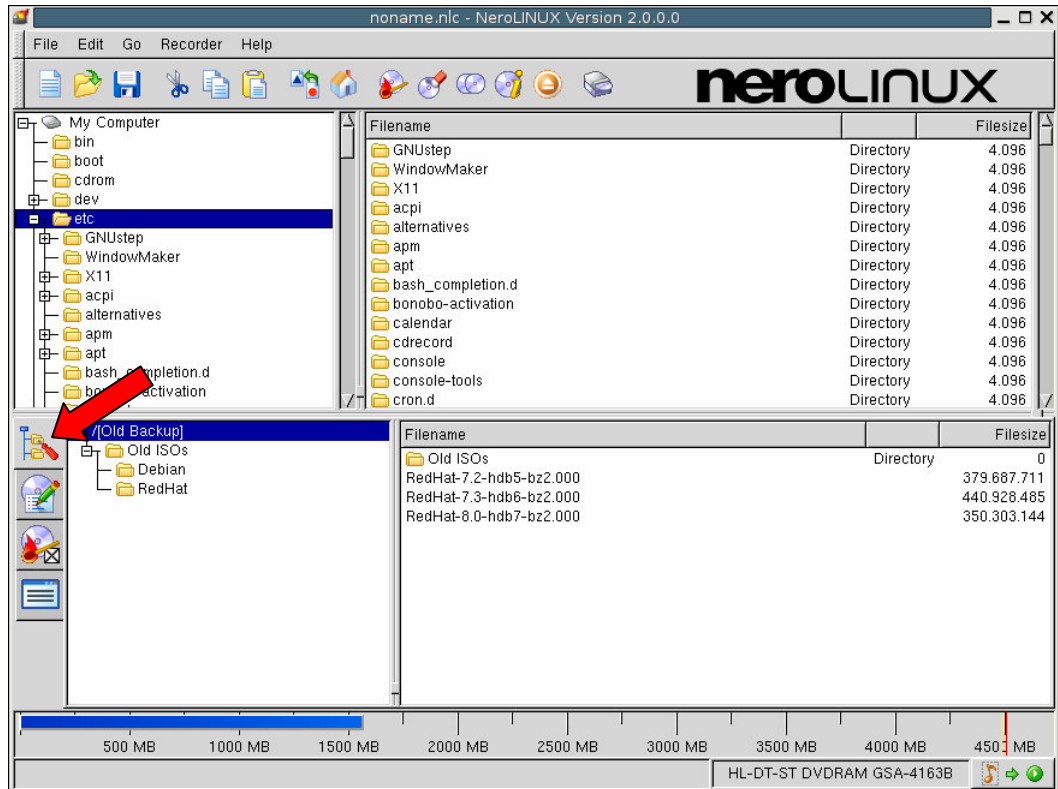 noname.nlc - NeroLINUX Version 2.0.0.0
File Edit Go Recorder Help
nero LINUX
My Computer
bin
boot
cdrom
dev
etc
GNUstep
WindowMaker
X11
acpi
alternatives
apm
apt
bash_completion.d
activation
Filename Filesize
GNUstep Directory 4.096
WindowMaker Directory 4.096
X11 Directory 4.096
acpi Directory 4.096
alternatives Directory 4.096
apm Directory 4.096
apt Directory 4.096
bash_completion.d Directory 4.096
bonobo-activation Directory 4.096
calendar Directory 4.096
cdrecord Directory 4.096
console Directory 4.096
console-tools Directory 4.096
cron.d Directory 4.096
/[Old Backup]
Old ISOs
Debian
RedHat
Filename Filesize
Old ISOs Directory 0
RedHat-7.2-hdb5-bz2.000 379.687.711
RedHat-7.3-hdb6-bz2.000 440.928.485
RedHat-8.0-hdb7-bz2.000 350.303.144
500 MB 1000 MB 1500 MB 2000 MB 2500 MB 3000 MB 3500 MB 4000 MB 4500 MB
HL-DT-ST DVDRAM GSA-4163B